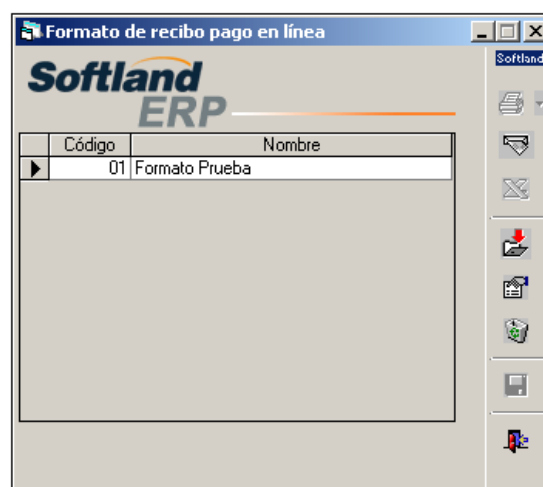 Formato de recibo pago en línea
Softland
Softland
ERP
Código Nombre
01 Formato Prueba